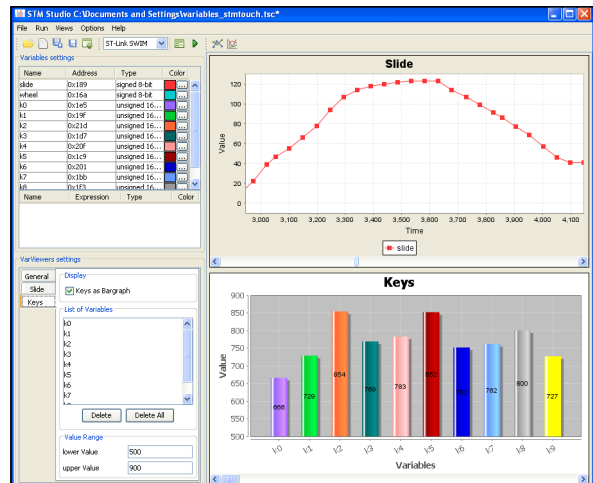 STM Studio C:\Documents and Settings\variables_stmtouch.tsc*
File Run Views Options Help
ST-Link SWIM
Variables settings
Name Address Type Color
slide 0x189 signed 8-bit ...
wheel 0x16a signed 8-bit ...
k0 0x1e5 unsigned 16... ...
k1 0x19f unsigned 16... ...
k2 0x21d unsigned 16... ...
k3 0x1d7 unsigned 16... ...
k4 0x20f unsigned 16... ...
k5 0x1c9 unsigned 16... ...
k6 0x201 unsigned 16... ...
k7 0x1bb unsigned 16... ...
k8 0x1f3 unsigned 16... ...
Name Expression Type Color
VarViewers settings
General
Slide
Keys
Display
Keys as Bargraph
List of Variables
k0
k1
k2
k3
k4
k5
k6
k7
Delete Delete All
Value Range
lower Value 500
upper Value 900
Slide
Value
120
100
80
60
40
20
0
3,000 3,100 3,200 3,300 3,400 3,500 3,600 3,700 3,800 3,900 4,000 4,100
Time
slide
Keys
Value
900
850
800
750
700
650
600
550
500
666 729 854 769 783 852 752 762 800 727
k0 k1 k2 k3 k4 k5 k6 k7 k8 k9
Variables